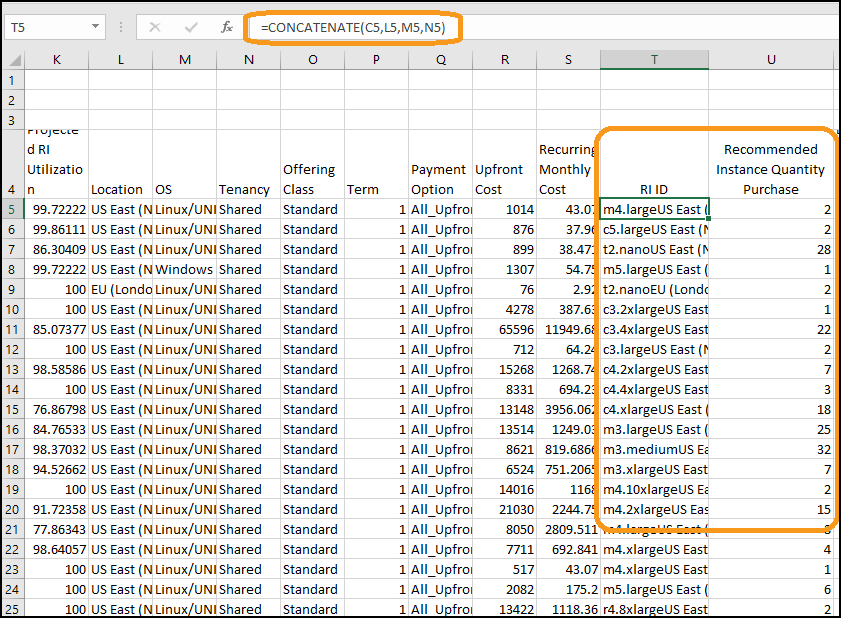 T5 fx =CONCATENATE(C5,L5,M5,N5)
K L M N O P Q R S T U
1
2
3
Projecte
d RI Recurring Recommended
Utilizatio Offering Payment Upfront Monthly Instance Quantity
4 n Location OS Tenancy Class Term Option Cost Cost RI ID Purchase
5 99.72222 US East (N Linux/UNI Shared Standard 1 All_Upfro 1014 43.07 m4.largeUS East ( 2
6 99.86111 US East (N Linux/UNI Shared Standard 1 All_Upfro 876 37.96 c5.largeUS East (N 2
7 86.30409 US East (N Linux/UNI Shared Standard 1 All_Upfro 899 38.471 t2.nanoUS East (N 28
8 99.72222 US East (N Windows Shared Standard 1 All_Upfro 1307 54.75 m5.largeUS East ( 1
9 100 EU (Londo Linux/UNI Shared Standard 1 All_Upfro 76 2.92 t2.nanoEU (Londo 2
10 100 US East (N Linux/UNI Shared Standard 1 All_Upfro 4278 387.63 c3.2xlargeUS East 1
11 85.07377 US East (N Linux/UNI Shared Standard 1 All_Upfro 65596 11949.68 c3.4xlargeUS East 22
12 100 US East (N Linux/UNI Shared Standard 1 All_Upfro 712 64.24 c3.largeUS East (N 2
13 98.58586 US East (N Linux/UNI Shared Standard 1 All_Upfro 15268 1268.74 c4.2xlargeUS East 7
14 100 US East (N Linux/UNI Shared Standard 1 All_Upfro 8331 694.23 c4.4xlargeUS East 3
15 76.86798 US East (N Linux/UNI Shared Standard 1 All_Upfro 13148 3956.062 c4.xlargeUS East ( 18
16 84.76533 US East (N Linux/UNI Shared Standard 1 All_Upfro 13514 1249.03 m3.largeUS East ( 25
17 98.37032 US East (N Linux/UNI Shared Standard 1 All_Upfro 8621 819.6866 m3.mediumUS Ea 32
18 94.52662 US East (N Linux/UNI Shared Standard 1 All_Upfro 6524 751.2065 m3.xlargeUS East 7
19 100 US East (N Linux/UNI Shared Standard 1 All_Upfro 14016 1168 m4.10xlargeUS Ea 2
20 91.72358 US East (N Linux/UNI Shared Standard 1 All_Upfro 21030 2244.75 m4.2xlargeUS Eas 15
21 77.86343 US East (N Linux/UNI Shared Standard 1 All_Upfro 8050 2809.511 m4.largeUS East ( 8
22 98.64057 US East (N Linux/UNI Shared Standard 1 All_Upfro 7711 692.841 m4.xlargeUS East 4
23 100 US East (N Linux/UNI Shared Standard 1 All_Upfro 517 43.07 m4.xlargeUS East 1
24 100 US East (N Linux/UNI Shared Standard 1 All_Upfro 2082 175.2 m5.largeUS East ( 6
25 100 US East (N Linux/UNI Shared Standard 1 All_Upfro 13422 1118.36 r4.8xlargeUS East 2